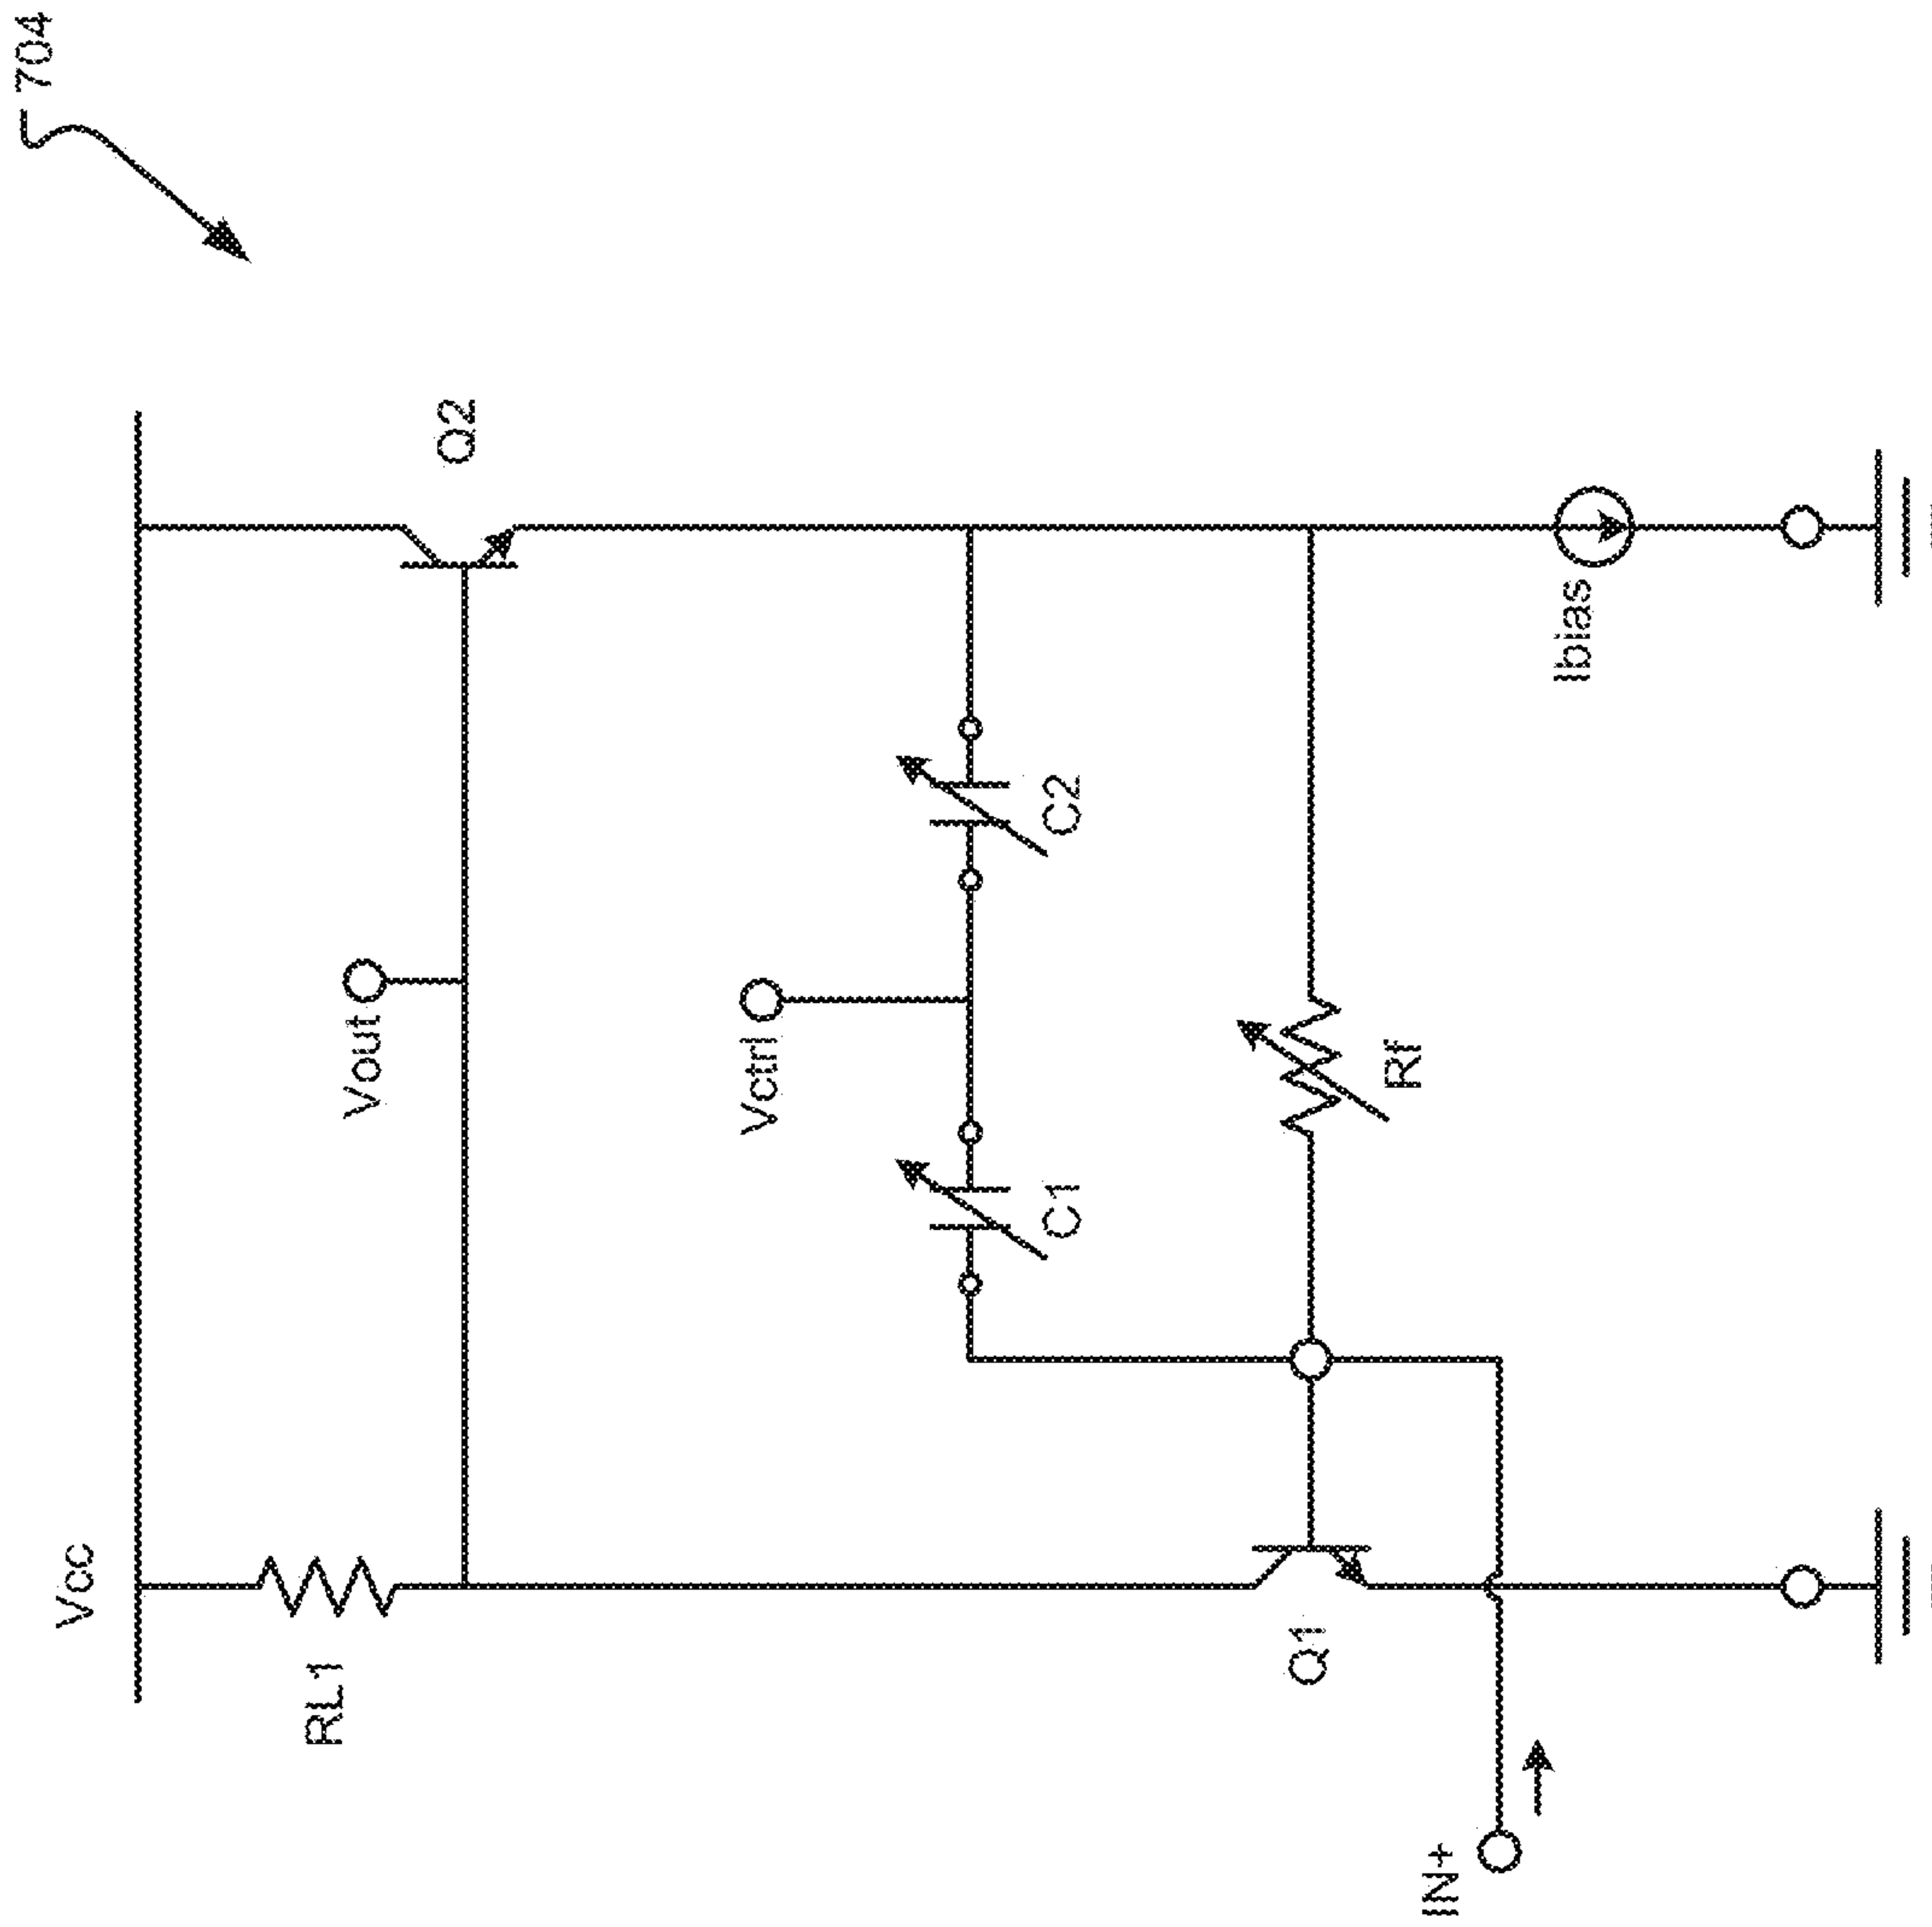 704
Vcc
RL1
Vout
Q2
Vctrl
C1
C2
Q1
Rf
IN+
Ibias